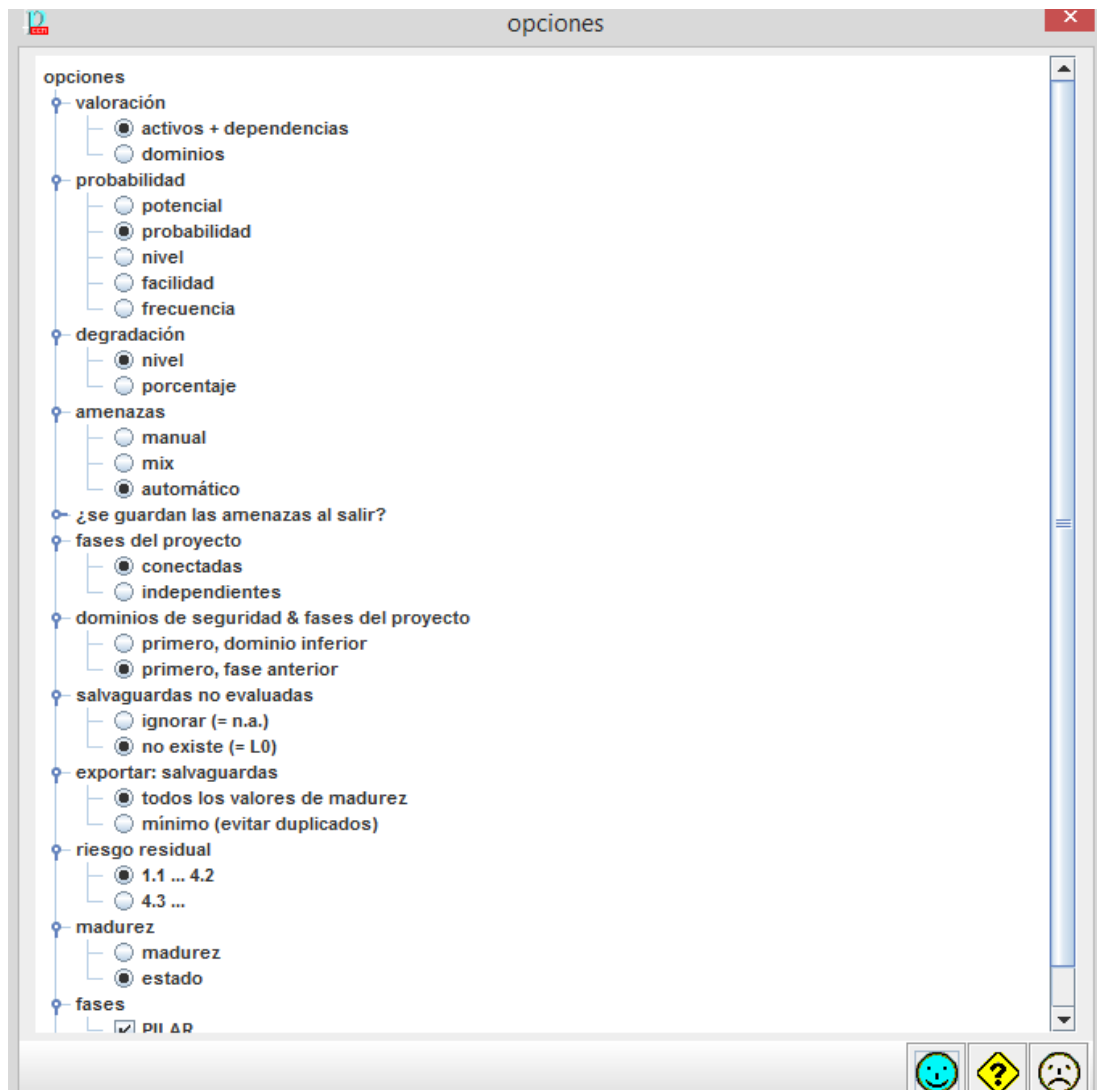 opciones
opciones
valoración
activos + dependencias
dominios
probabilidad
potencial
probabilidad
nivel
facilidad
frecuencia
degradación
nivel
porcentaje
amenazas
manual
mix
automático
¿se guardan las amenazas al salir?
fases del proyecto
conectadas
independientes
dominios de seguridad & fases del proyecto
primero, dominio inferior
primero, fase anterior
salvaguardas no evaluadas
ignorar (= n.a.)
no existe (= L0)
exportar: salvaguardas
todos los valores de madurez
mínimo (evitar duplicados)
riesgo residual
1.1 ... 4.2
4.3 ...
madurez
madurez
estado
fases
PILAR